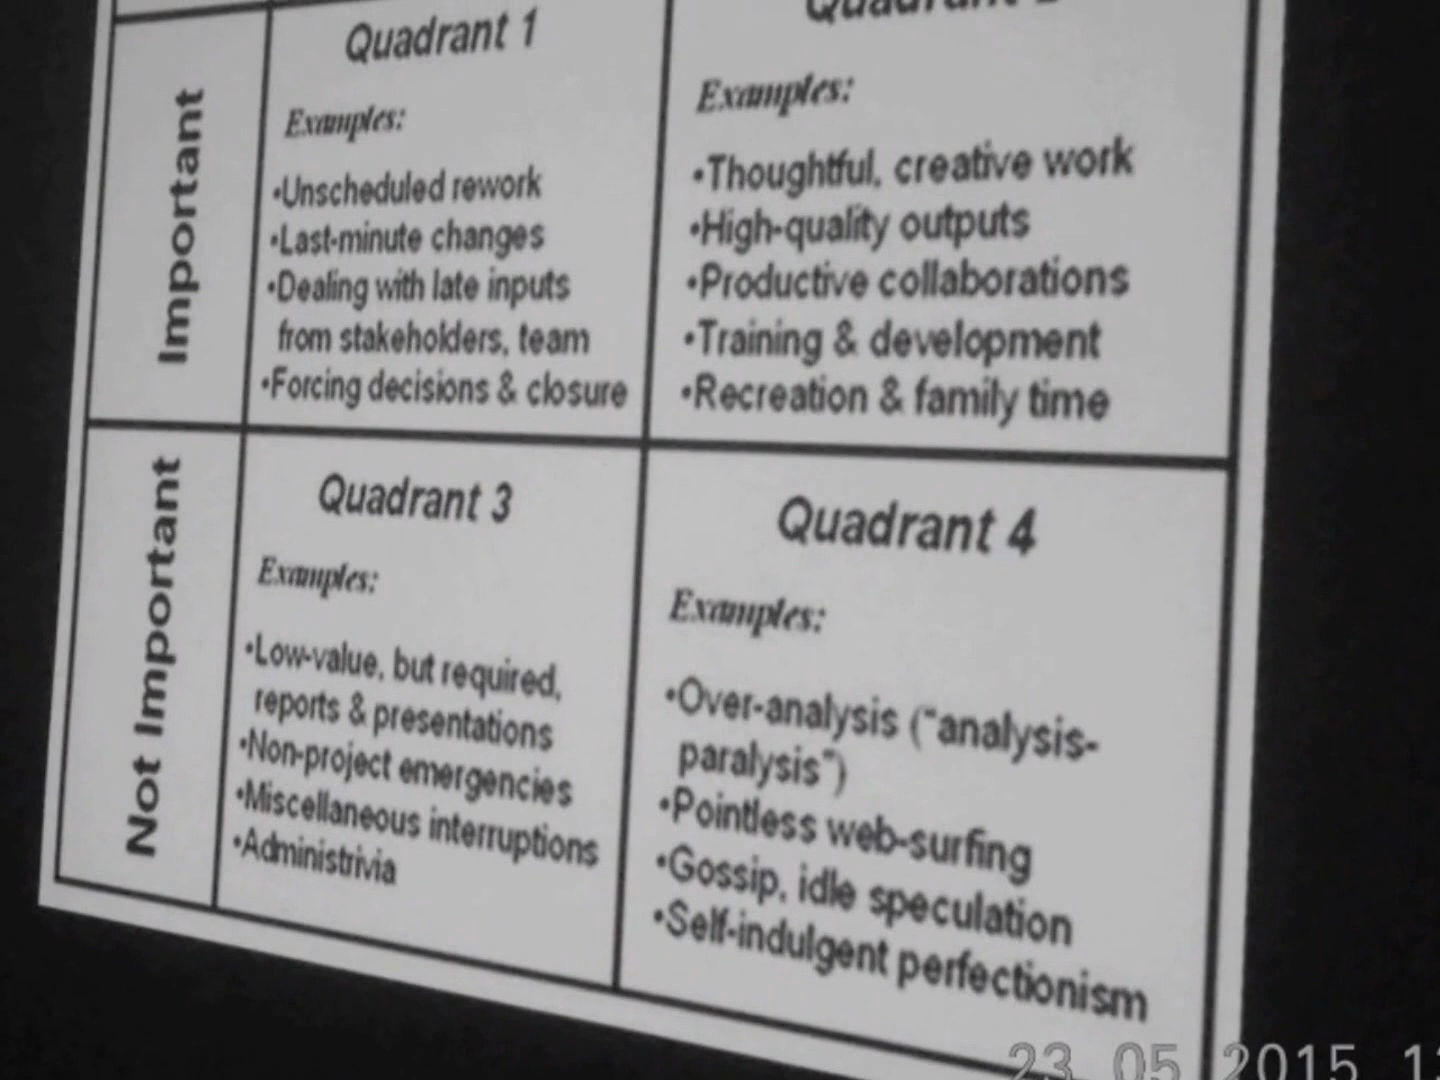 Important
Quadrant 1
Examples:
•Unscheduled rework
•Last-minute changes
•Dealing with late inputs
from stakeholders, team
•Forcing decisions & closure
Quadrant
Examples:
•Thoughtful, creative work
•High-quality outputs
•Productive collaborations
•Training & development
•Recreation & family time
Not Important
Quadrant 3
Examples:
•Low-value, but required,
reports & presentations
•Non-project emergencies
•Miscellaneous interruptions
•Administrivia
Quadrant 4
Examples:
•Over-analysis ("analysis-
paralysis")
•Pointless web-surfing
•Gossip, idle speculation
•Self-indulgent perfectionism
23 05 2015